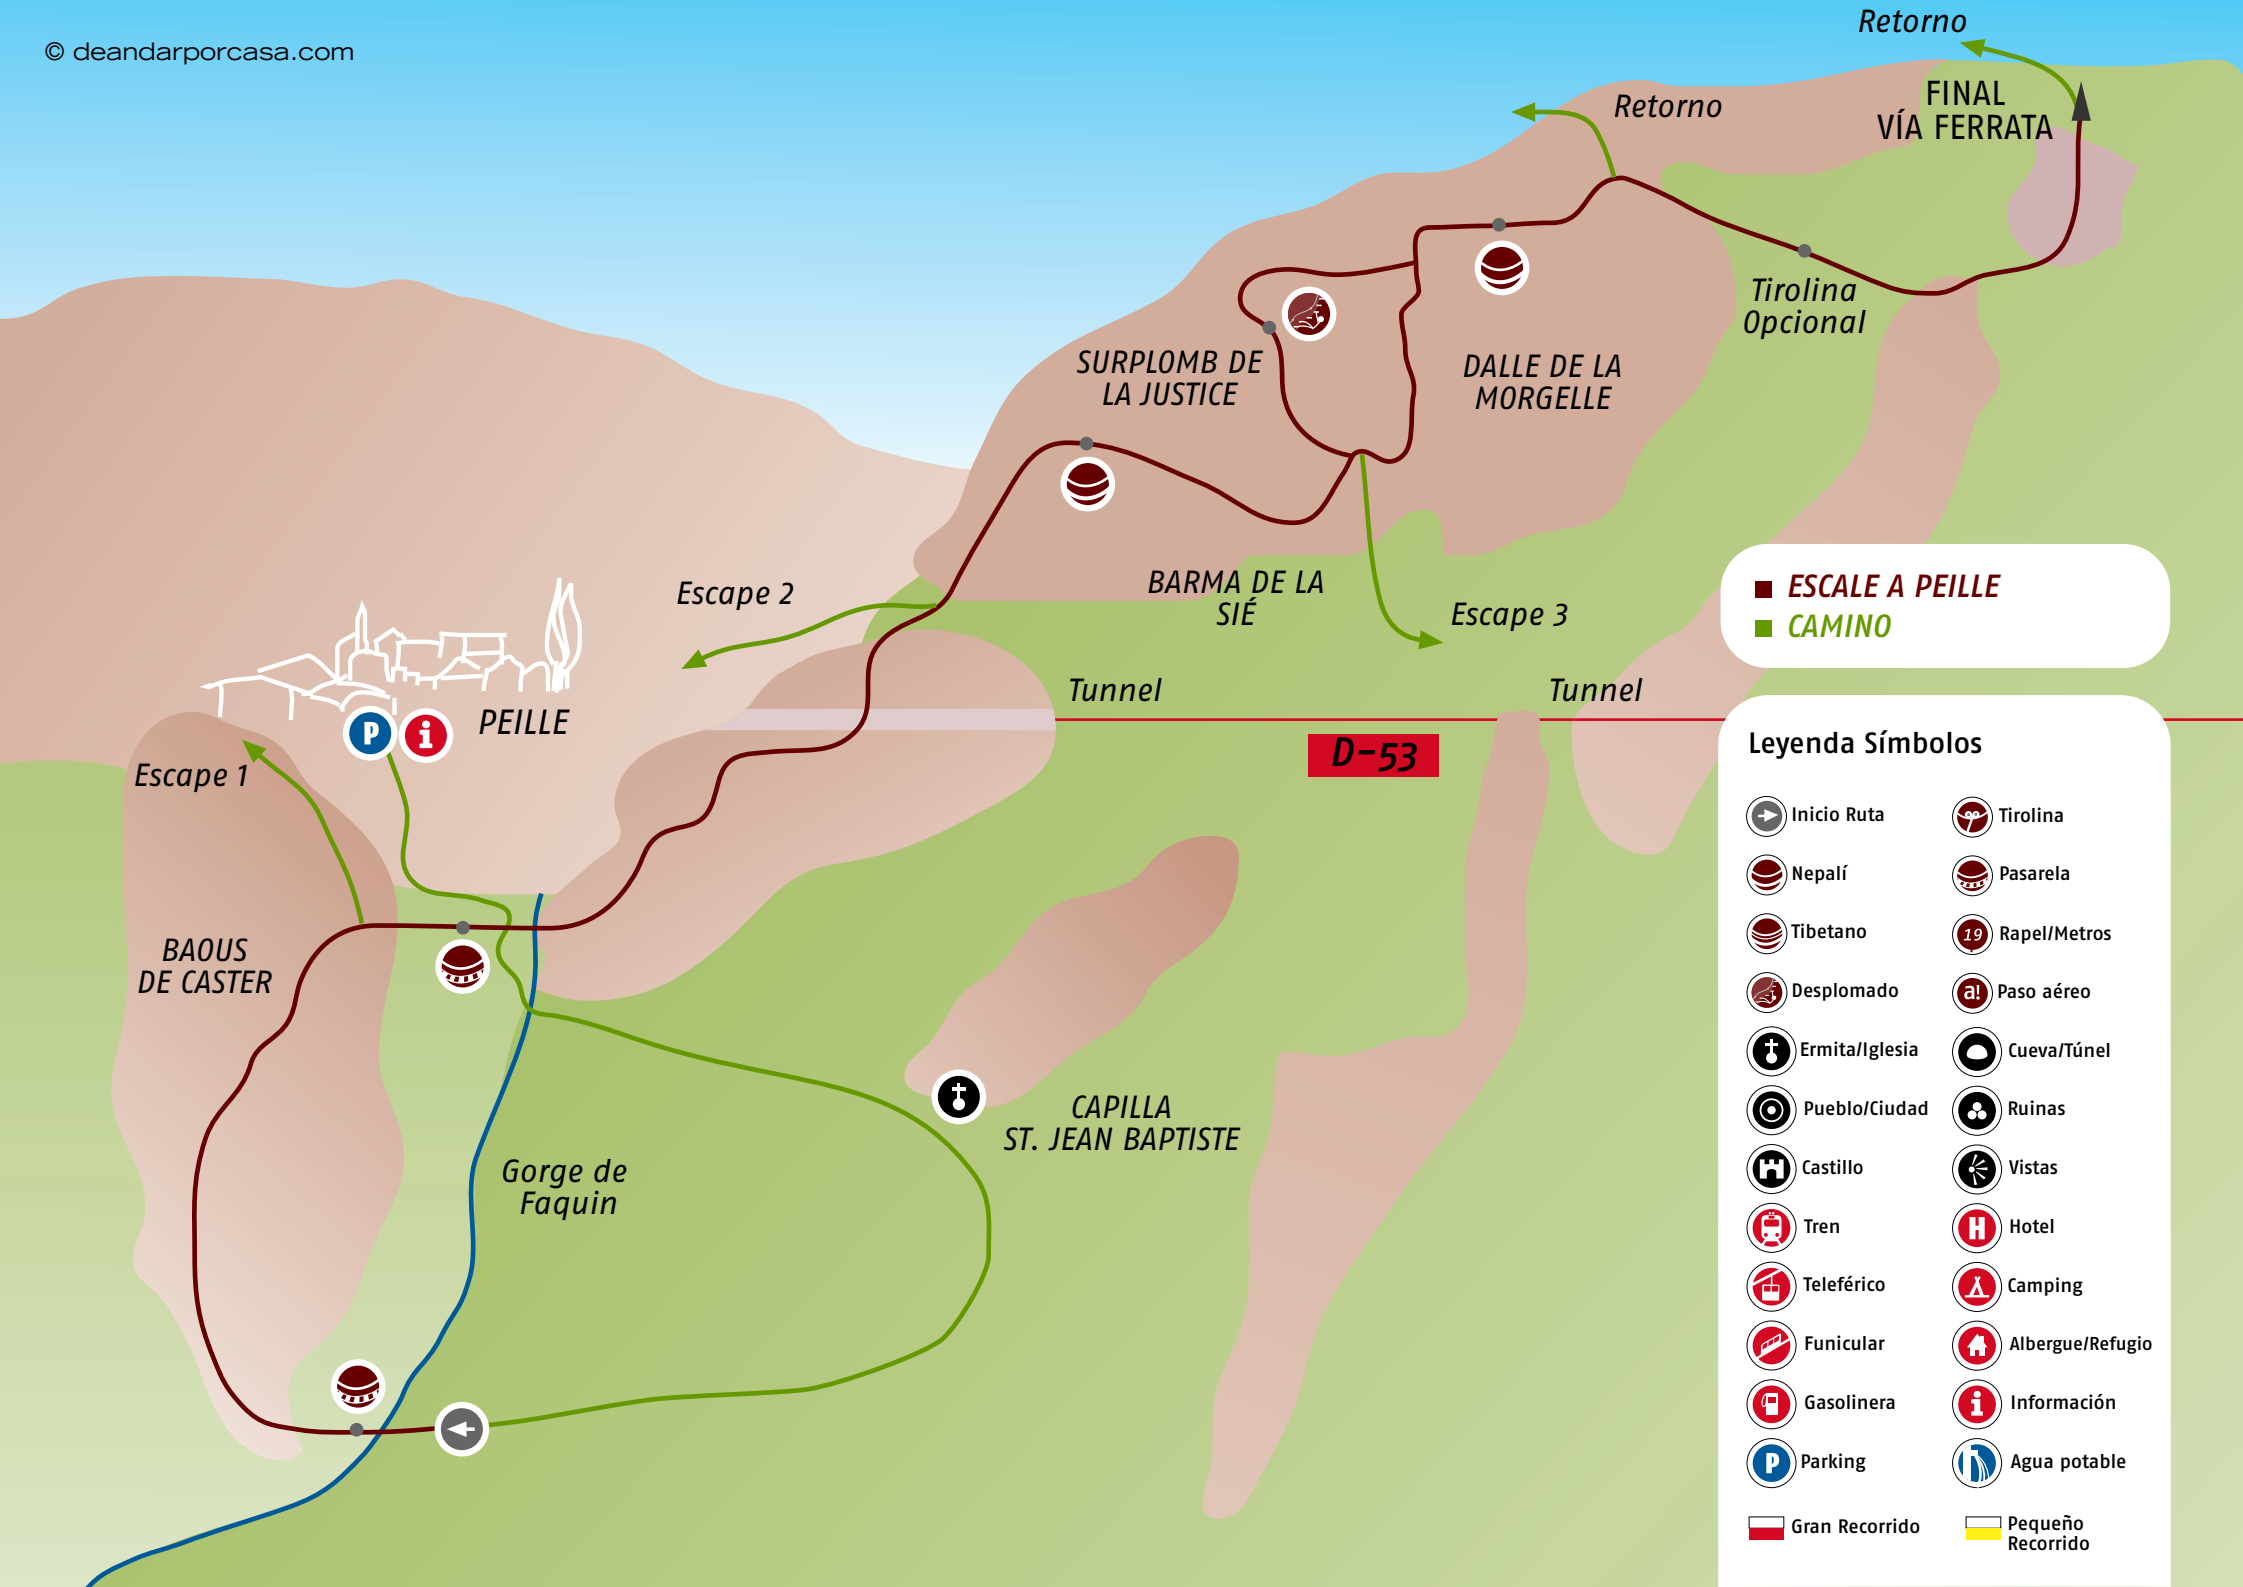 Retorno
© deandarporcasa.com
FINAL
VÍA FERRATA
Retorno
Tirolina
Opcional
SURPLOMB DE
LA JUSTICE
DALLE DE LA
MORGELLE
BARMA DE LA
SIÉ
Escape 2
Escape 3
ESCALE A PEILLE
CAMINO
Tunnel
Tunnel
PEILLE
P
i
D-53
Escape 1
BAOUS
DE CASTER
CAPILLA
ST. JEAN BAPTISTE
Gorge de
Faquin
Leyenda Símbolos
Inicio Ruta
Tirolina
Nepalí
Pasarela
Tibetano
19 Rapel/Metros
Desplomado
a! Paso aéreo
Ermita/Iglesia
Cueva/Túnel
Pueblo/Ciudad
Ruinas
Castillo
Vistas
Tren
H Hotel
Teleférico
Camping
Funicular
Albergue/Refugio
Gasolinera
i Información
P Parking
Agua potable
Gran Recorrido
Pequeño
Recorrido